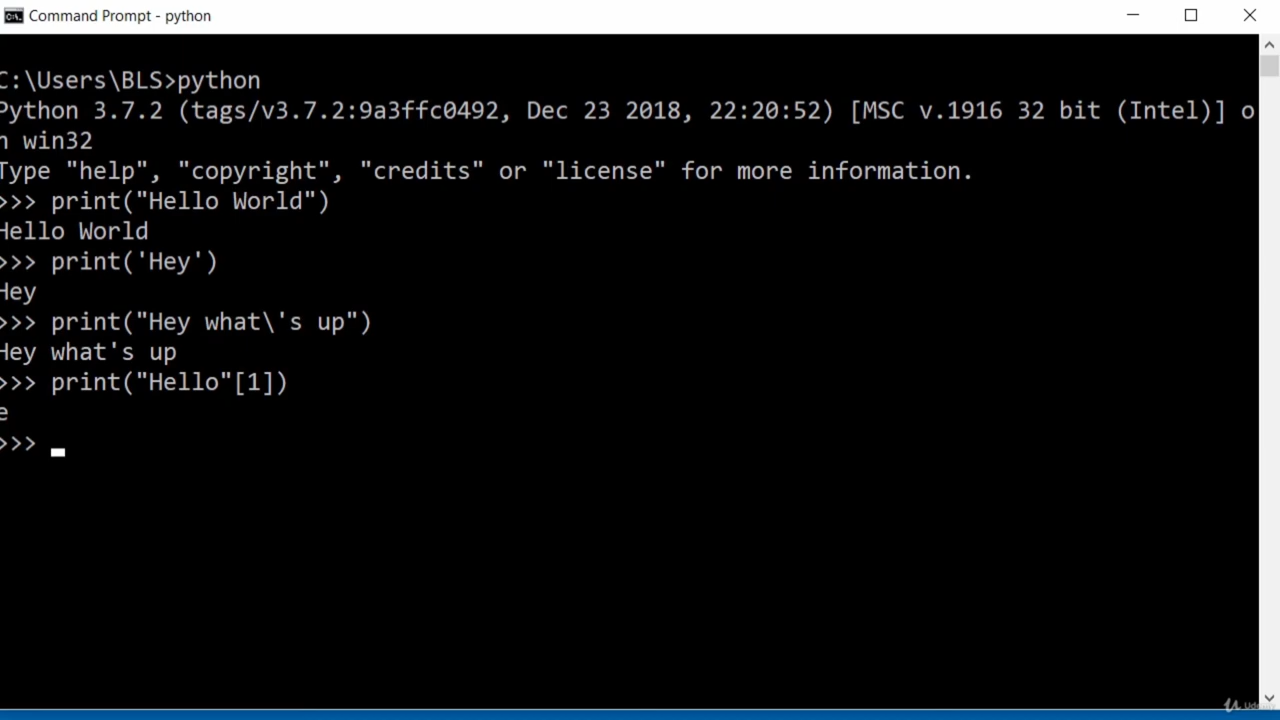 Command Prompt - python
C:\Users\BLS>python
Python 3.7.2 (tags/v3.7.2:9a3ffc0492, Dec 23 2018, 22:20:52) [MSC v.1916 32 bit (Intel)] o
n win32
Type "help", "copyright", "credits" or "license" for more information.
>>> print("Hello World")
Hello World
>>> print('Hey')
Hey
>>> print("Hey what\'s up")
Hey what's up
>>> print("Hello"[1])
e
>>>